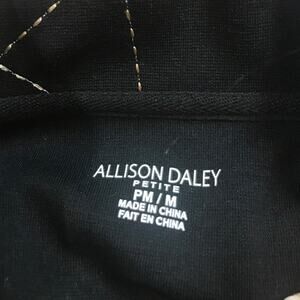 ALLISON DALEY
PETITE
PM / M
MADE IN CHINA
FAIT EN CHINA